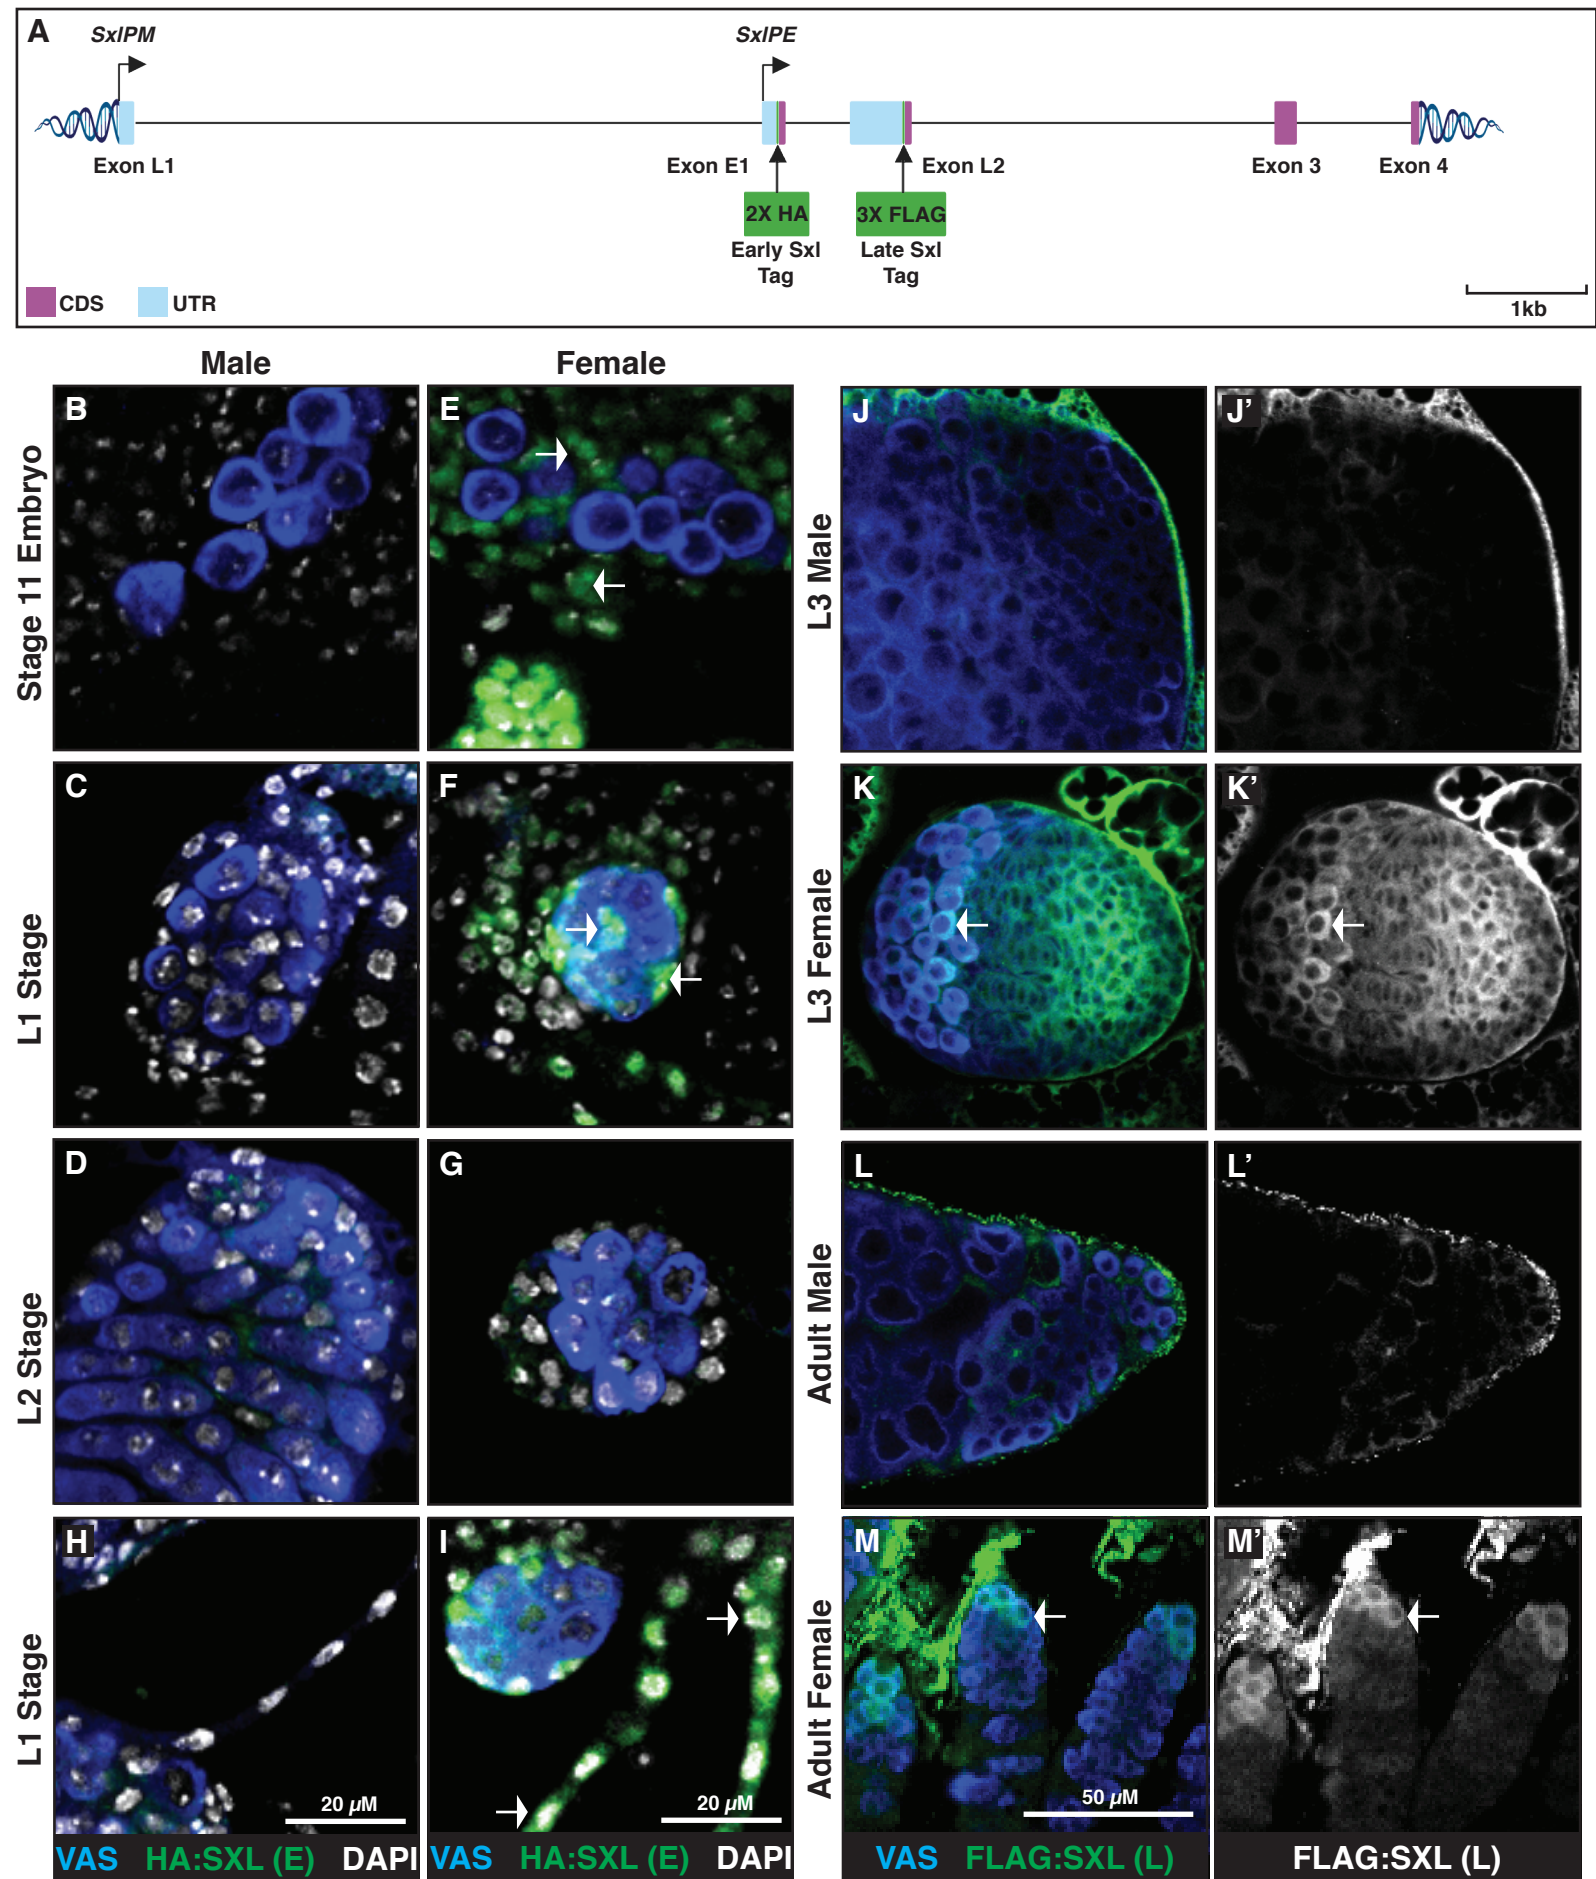 A
SxlPM
SxlPE
Exon L1
Exon E1
Exon L2
Exon 3
Exon 4
2X HA
3X FLAG
Early Sxl
Tag
Late Sxl
Tag
CDS
UTR
1kb
Male
Female
Stage 11 Embryo
B
E
L1 Stage
C
F
L2 Stage
D
G
L1 Stage
H
I
20 µM
20 µM
VAS HA:SXL (E) DAPI
VAS HA:SXL (E) DAPI
L3 Male
J
J’
L3 Female
K
K’
Adult Male
L
L’
Adult Female
M
M’
50 µM
VAS FLAG:SXL (L)
FLAG:SXL (L)